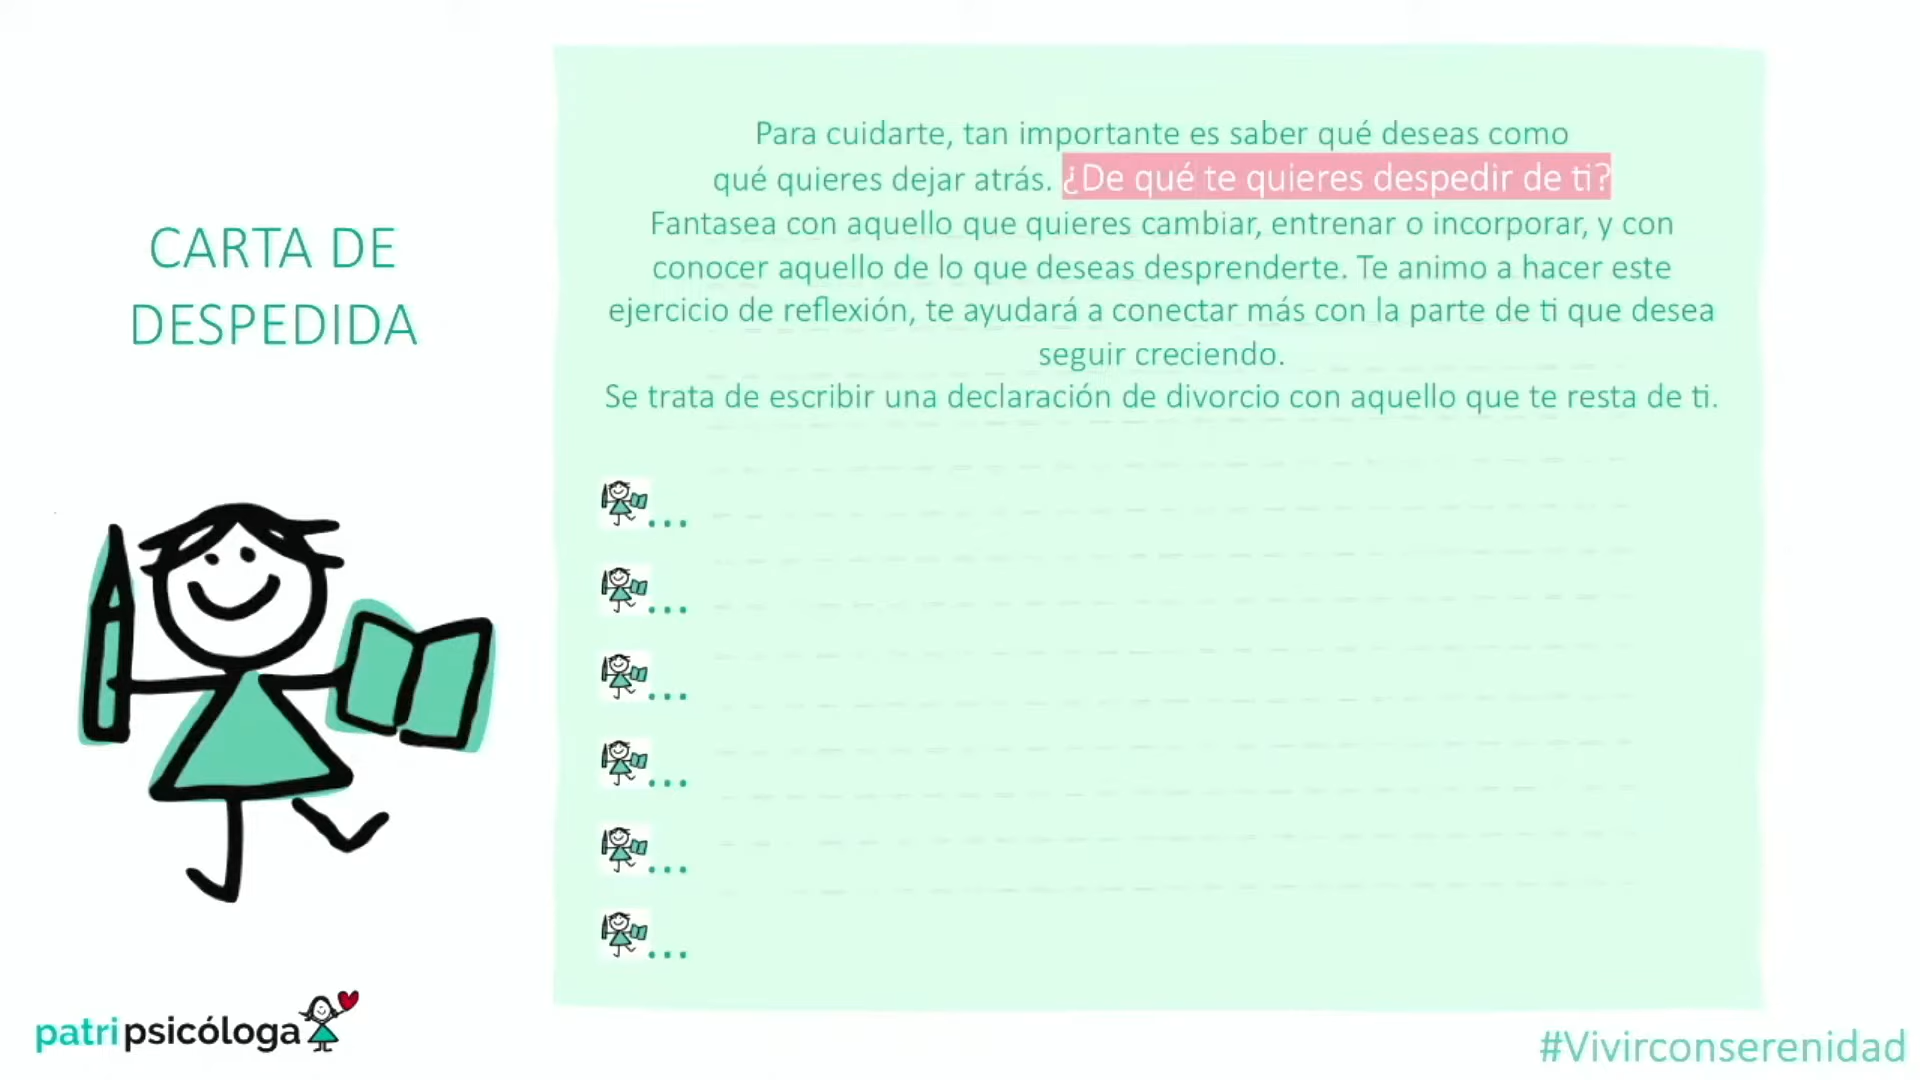 CARTA DE
DESPEDIDA
Para cuidarte, tan importante es saber qué deseas como
qué quieres dejar atrás. ¿De qué te quieres despedir de ti?
Fantasea con aquello que quieres cambiar, entrenar o incorporar, y con
conocer aquello de lo que deseas desprenderte. Te animo a hacer este
ejercicio de reflexión, te ayudará a conectar más con la parte de ti que desea
seguir creciendo.
Se trata de escribir una declaración de divorcio con aquello que te resta de ti.
...
...
...
...
...
...
patripsicóloga
#Vivirconserenidad